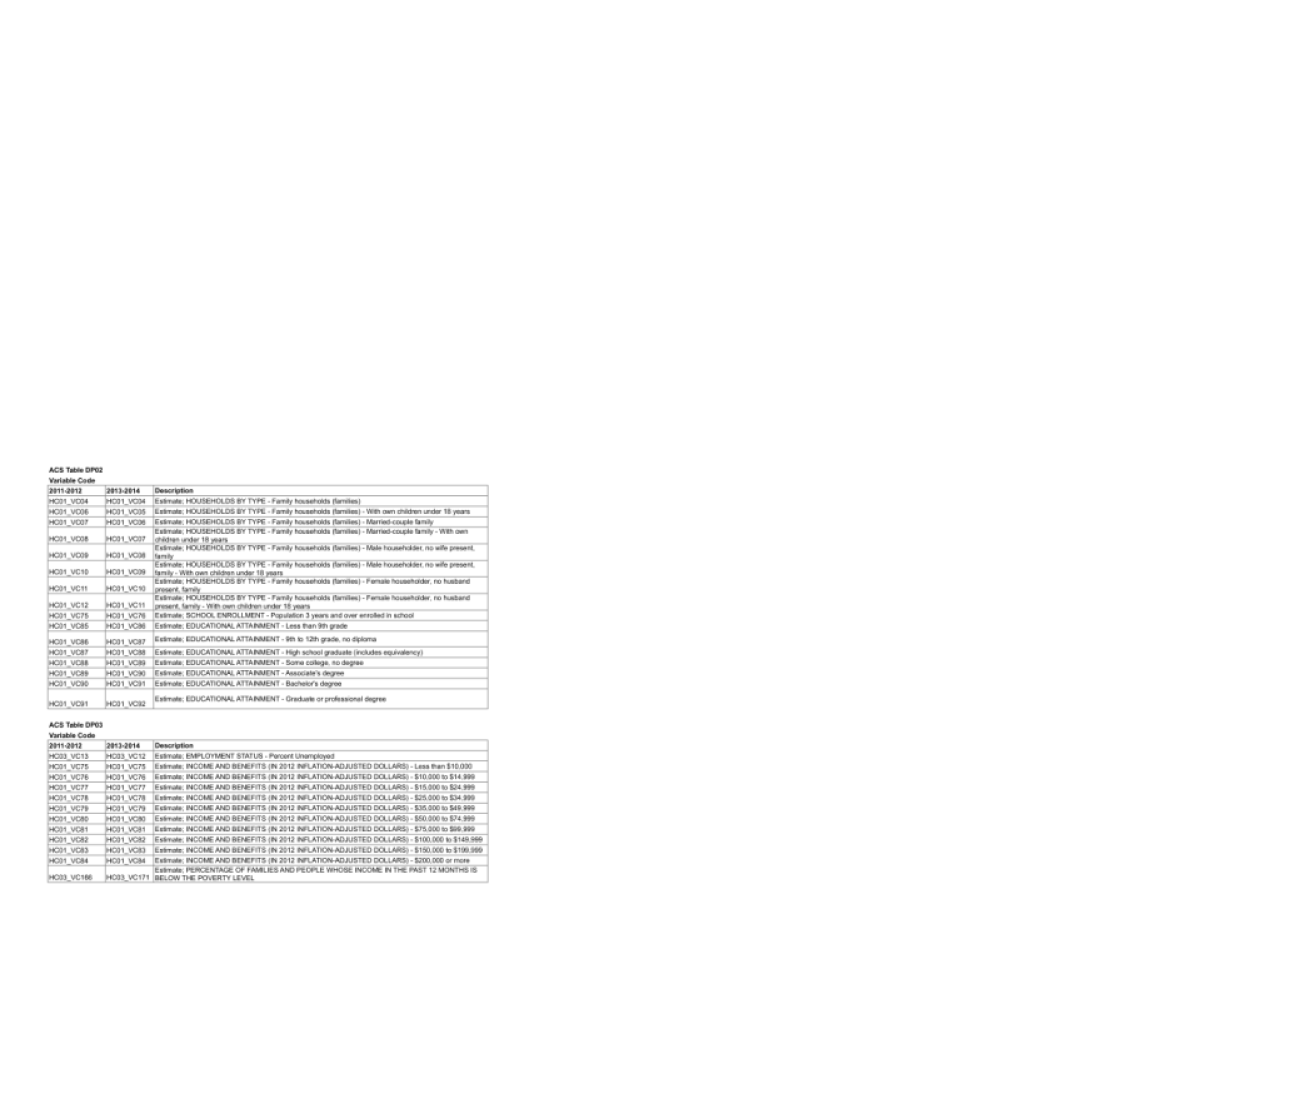 ACS Table DP02
Variable Code
2011-2012 2013-2014 Description
HC01_VC04 HC01_VC04 Estimate; HOUSEHOLDS BY TYPE - Family households (families)
HC01_VC06 HC01_VC05 Estimate; HOUSEHOLDS BY TYPE - Family households (families) - With own children under 18 years
HC01_VC07 HC01_VC06 Estimate; HOUSEHOLDS BY TYPE - Family households (families) - Married-couple family
HC01_VC08 HC01_VC07 Estimate; HOUSEHOLDS BY TYPE - Family households (families) - Married-couple family - With own
children under 18 years
HC01_VC09 HC01_VC08 Estimate; HOUSEHOLDS BY TYPE - Family households (families) - Male householder, no wife present,
family
HC01_VC10 HC01_VC09 Estimate; HOUSEHOLDS BY TYPE - Family households (families) - Male householder, no wife present,
family - With own children under 18 years
HC01_VC11 HC01_VC10 Estimate; HOUSEHOLDS BY TYPE - Family households (families) - Female householder, no husband
present, family
HC01_VC12 HC01_VC11 Estimate; HOUSEHOLDS BY TYPE - Family households (families) - Female householder, no husband
present, family - With own children under 18 years
HC01_VC75 HC01_VC76 Estimate; SCHOOL ENROLLMENT - Population 3 years and over enrolled in school
HC01_VC85 HC01_VC86 Estimate; EDUCATIONAL ATTAINMENT - Less than 9th grade
HC01_VC86 HC01_VC87 Estimate; EDUCATIONAL ATTAINMENT - 9th to 12th grade, no diploma
HC01_VC87 HC01_VC88 Estimate; EDUCATIONAL ATTAINMENT - High school graduate (includes equivalency)
HC01_VC88 HC01_VC89 Estimate; EDUCATIONAL ATTAINMENT - Some college, no degree
HC01_VC89 HC01_VC90 Estimate; EDUCATIONAL ATTAINMENT - Associate's degree
HC01_VC90 HC01_VC91 Estimate; EDUCATIONAL ATTAINMENT - Bachelor's degree
HC01_VC91 HC01_VC92 Estimate; EDUCATIONAL ATTAINMENT - Graduate or professional degree
ACS Table DP03
Variable Code
2011-2012 2013-2014 Description
HC03_VC13 HC03_VC12 Estimate; EMPLOYMENT STATUS - Percent Unemployed
HC01_VC75 HC01_VC75 Estimate; INCOME AND BENEFITS (IN 2012 INFLATION-ADJUSTED DOLLARS) - Less than $10,000
HC01_VC76 HC01_VC76 Estimate; INCOME AND BENEFITS (IN 2012 INFLATION-ADJUSTED DOLLARS) - $10,000 to $14,999
HC01_VC77 HC01_VC77 Estimate; INCOME AND BENEFITS (IN 2012 INFLATION-ADJUSTED DOLLARS) - $15,000 to $24,999
HC01_VC78 HC01_VC78 Estimate; INCOME AND BENEFITS (IN 2012 INFLATION-ADJUSTED DOLLARS) - $25,000 to $34,999
HC01_VC79 HC01_VC79 Estimate; INCOME AND BENEFITS (IN 2012 INFLATION-ADJUSTED DOLLARS) - $35,000 to $49,999
HC01_VC80 HC01_VC80 Estimate; INCOME AND BENEFITS (IN 2012 INFLATION-ADJUSTED DOLLARS) - $50,000 to $74,999
HC01_VC81 HC01_VC81 Estimate; INCOME AND BENEFITS (IN 2012 INFLATION-ADJUSTED DOLLARS) - $75,000 to $99,999
HC01_VC82 HC01_VC82 Estimate; INCOME AND BENEFITS (IN 2012 INFLATION-ADJUSTED DOLLARS) - $100,000 to $149,999
HC01_VC83 HC01_VC83 Estimate; INCOME AND BENEFITS (IN 2012 INFLATION-ADJUSTED DOLLARS) - $150,000 to $199,999
HC01_VC84 HC01_VC84 Estimate; INCOME AND BENEFITS (IN 2012 INFLATION-ADJUSTED DOLLARS) - $200,000 or more
HC03_VC166 HC03_VC171 Estimate; PERCENTAGE OF FAMILIES AND PEOPLE WHOSE INCOME IN THE PAST 12 MONTHS IS
BELOW THE POVERTY LEVEL